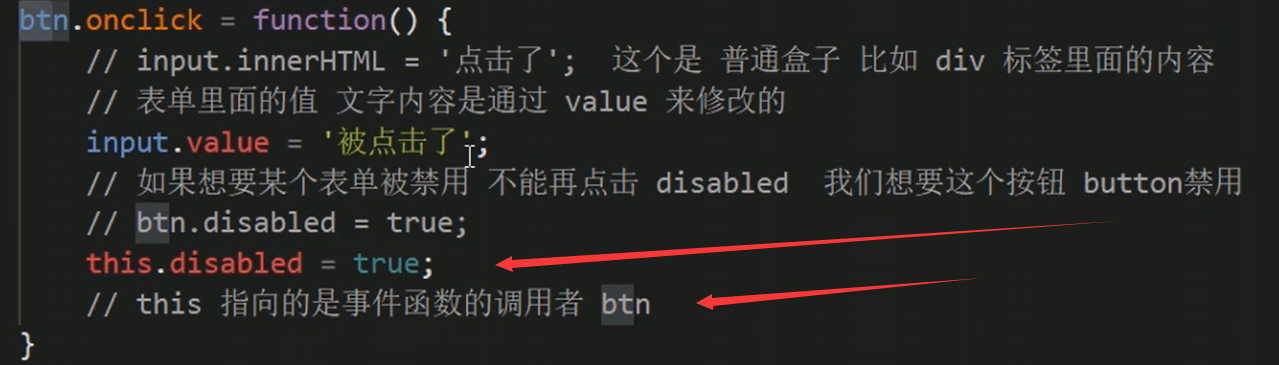 btn.onclick = function() {
// input.innerHTML = '点击了'; 这个是 普通盒子 比如 div 标签里面的内容
// 表单里面的值 文字内容是通过 value 来修改的
input.value = '被点击了';
// 如果想要某个表单被禁用 不能再点击 disabled 我们想要这个按钮 button禁用
// btn.disabled = true;
this.disabled = true;
// this 指向的是事件函数的调用者 btn
}